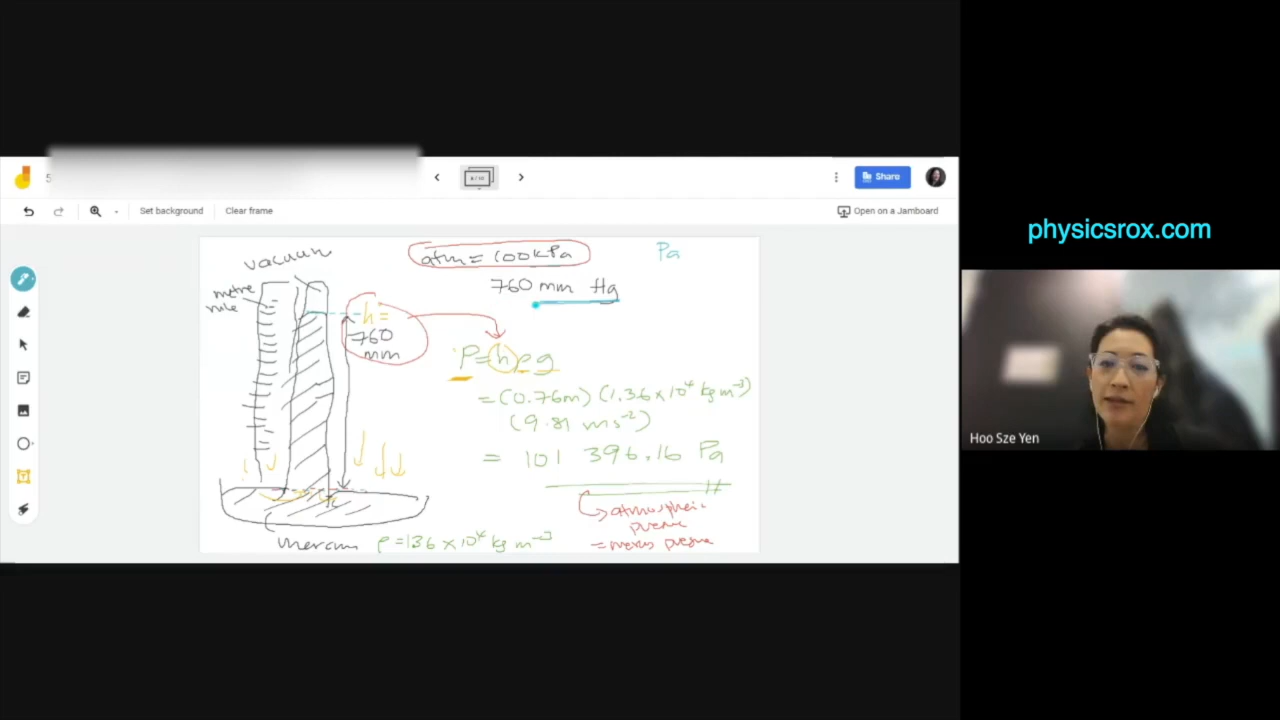 Share
Set background
Clear frame
Open on a Jamboard
physicsrox.com
vacuum
metre
rule
h =
760
mm
atm = 100kPa
Pa
760 mm Hg
P = hρg
= (0.76m) (1.36 × 10⁴ kg m⁻³)
(9.81 ms⁻²)
= 101 396.16 Pa
atmospheric
pressure
= pressure
ρ = 1.36 × 10⁴ kg m⁻³
Hoo Sze Yen